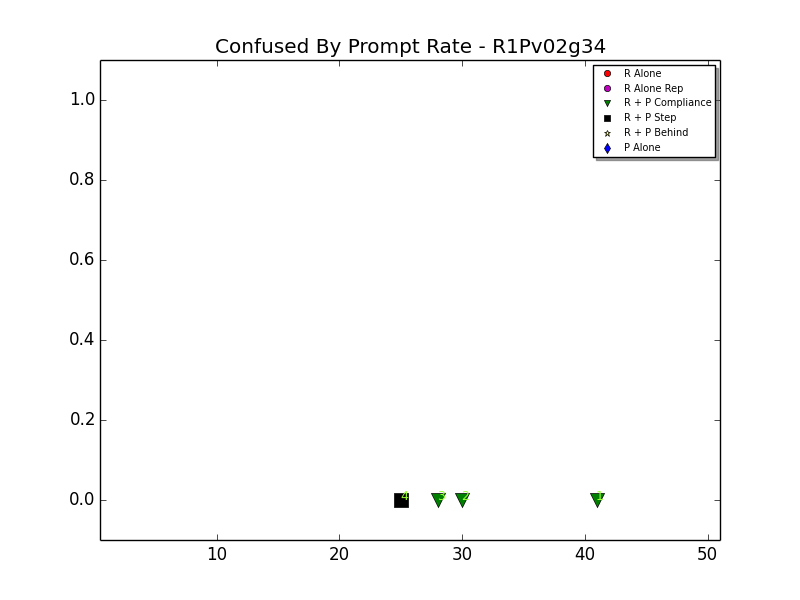 Confused By Prompt Rate - R1Pv02g34
R Alone
R Alone Rep
R + P Compliance
R + P Step
R + P Behind
P Alone
1.0
0.8
0.6
0.4
0.2
0.0
4 3 2 1
10 20 30 40 50